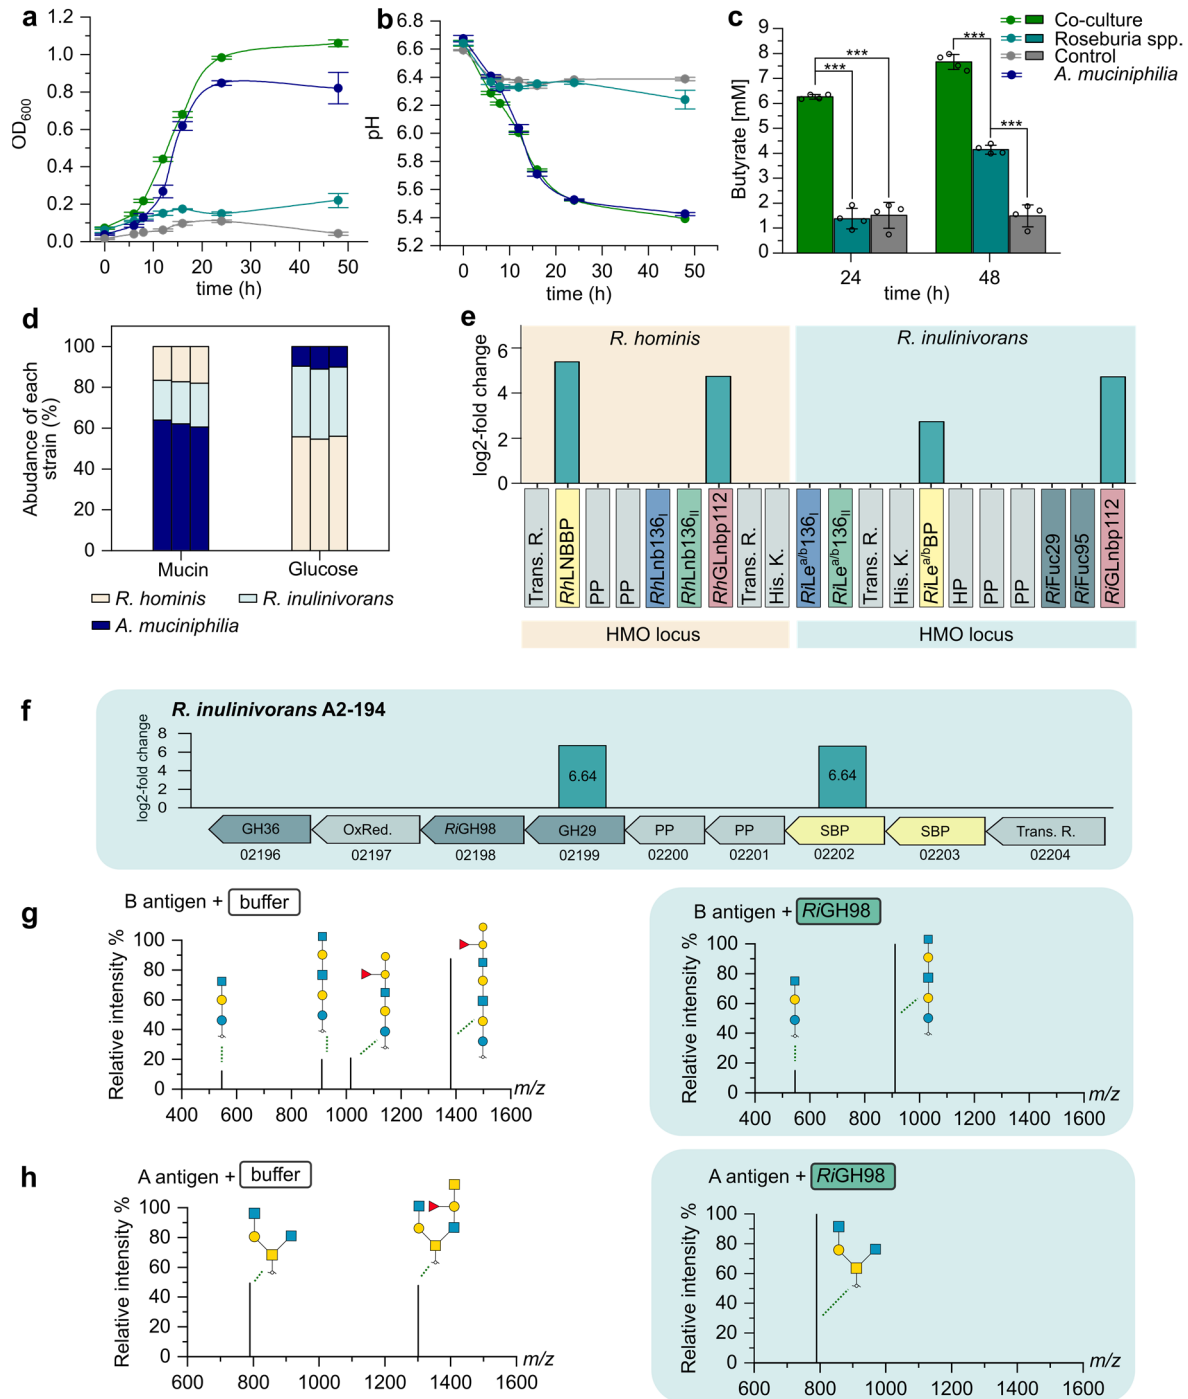 a
OD600
1.2
1.0
0.8
0.6
0.4
0.2
0.0
0 10 20 30 40 50
time (h)
b
pH
6.6
6.4
6.2
6.0
5.8
5.6
5.4
5.2
0 10 20 30 40 50
time (h)
c
Butyrate [mM]
9
8
7
6
5
4
3
2
1
0
*** *** *** ***
24 48
time (h)
Co-culture
Roseburia spp.
Control
A. muciniphilia
d
Abudance of each
strain (%)
100
80
60
40
20
0
Mucin Glucose
R. hominis R. inulinivorans
A. muciniphilia
e
R. hominis R. inulinivorans
log2-fold change
6
4
2
0
Trans. R.
RhLNBBP
PP
PP
RhLnb136I
RhLnb136II
RhGLnbp112
Trans. R.
His. K.
RiLea/b136I
RiLea/b136II
Trans. R.
His. K.
RiLea/bBP
HP
PP
PP
RiFuc29
RiFuc95
RiGLnbp112
HMO locus HMO locus
f
R. inulinivorans A2-194
log2-fold change
8
6
4
2
0
6.64 6.64
GH36 OxRed. RiGH98 GH29 PP PP SBP SBP Trans. R.
02196 02197 02198 02199 02200 02201 02202 02203 02204
g
B antigen + buffer
Relative intensity %
100
80
60
40
20
0
m/z
400 600 800 1000 1200 1400 1600
B antigen + RiGH98
Relative intensity %
100
80
60
40
20
0
m/z
400 600 800 1000 1200 1400 1600
h
A antigen + buffer
Relative intensity %
100
80
60
40
20
0
m/z
600 800 1000 1200 1400 1600
A antigen + RiGH98
Relative intensity %
100
80
60
40
20
0
m/z
600 800 1000 1200 1400 1600